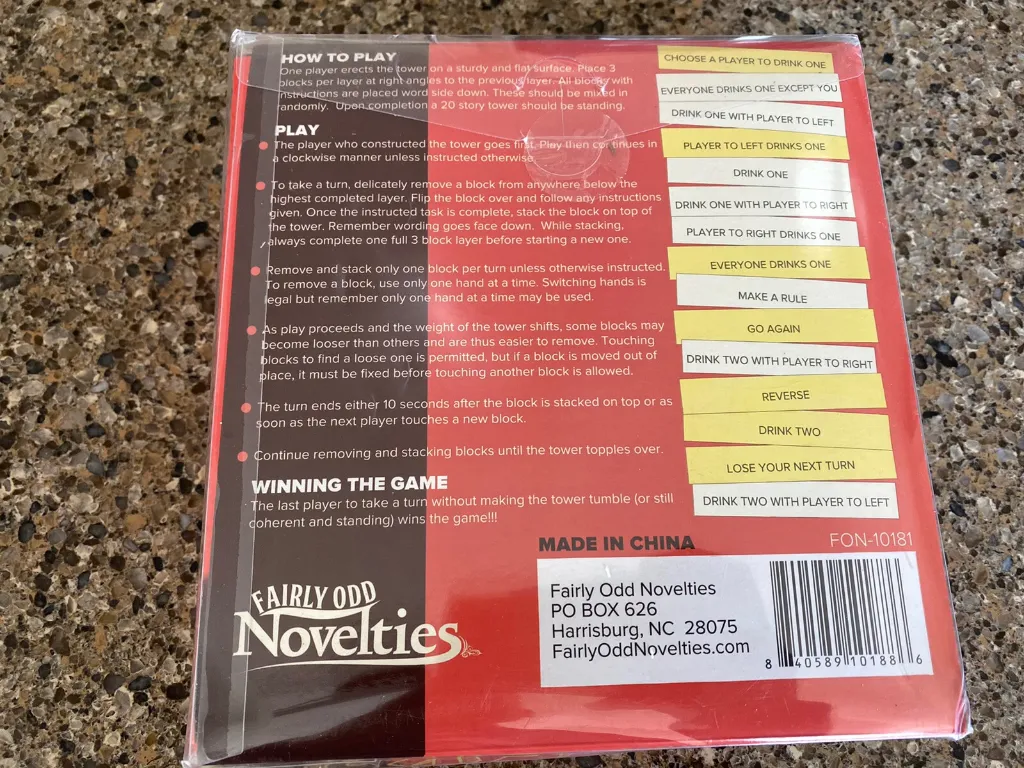 HOW TO PLAY
One player erects the tower on a sturdy and flat surface. Place 3
blocks per layer at right angles to the previous layer. All blocks with
instructions are placed word side down. These should be mixed in
randomly. Upon completion a 20 story tower should be standing.
PLAY
The player who constructed the tower goes first. Play then continues in
a clockwise manner unless instructed otherwise.
To take a turn, delicately remove a block from anywhere below the
highest completed layer. Flip the block over and follow any instructions
given. Once the instructed task is complete, stack the block on top of
the tower. Remember wording goes face down. While stacking,
always complete one full 3 block layer before starting a new one.
Remove and stack only one block per turn unless otherwise instructed.
To remove a block, use only one hand at a time. Switching hands is
legal but remember only one hand at a time may be used.
As play proceeds and the weight of the tower shifts, some blocks may
become looser than others and are thus easier to remove. Touching
blocks to find a loose one is permitted, but if a block is moved out of
place, it must be fixed before touching another block is allowed.
The turn ends either 10 seconds after the block is stacked on top or as
soon as the next player touches a new block.
Continue removing and stacking blocks until the tower topples over.
WINNING THE GAME
The last player to take a turn without making the tower tumble (or still
coherent and standing) wins the game!!!
CHOOSE A PLAYER TO DRINK ONE
EVERYONE DRINKS ONE EXCEPT YOU
DRINK ONE WITH PLAYER TO LEFT
PLAYER TO LEFT DRINKS ONE
DRINK ONE
DRINK ONE WITH PLAYER TO RIGHT
PLAYER TO RIGHT DRINKS ONE
EVERYONE DRINKS ONE
MAKE A RULE
GO AGAIN
DRINK TWO WITH PLAYER TO RIGHT
REVERSE
DRINK TWO
LOSE YOUR NEXT TURN
DRINK TWO WITH PLAYER TO LEFT
MADE IN CHINA
FON-10181
FAIRLY ODD
Novelties
Fairly Odd Novelties
PO BOX 626
Harrisburg, NC 28075
FairlyOddNovelties.com
8 40589 10188 6